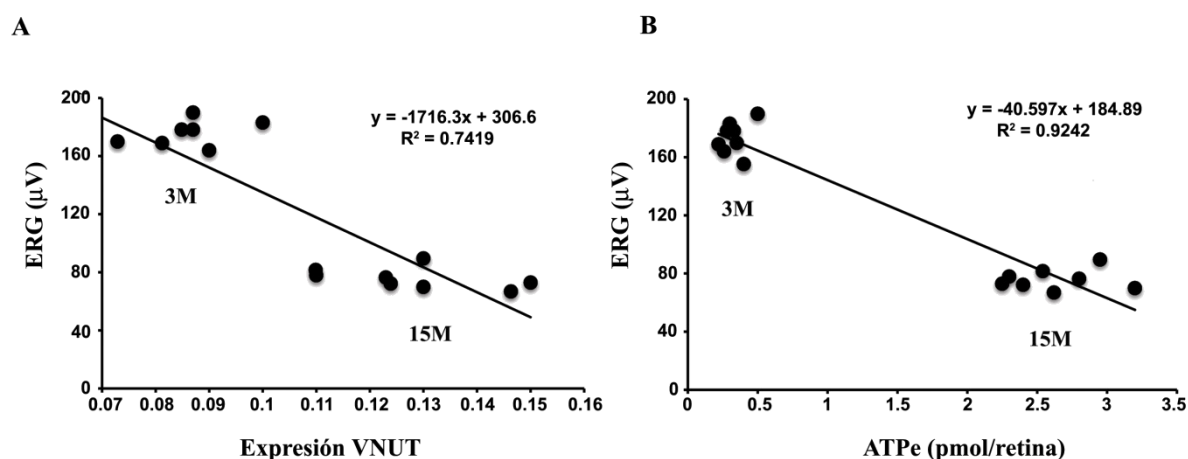 A
y = -1716.3x + 306.6
R² = 0.7419
200
160
120
80
40
0
ERG (μV)
3M
15M
0.07 0.08 0.09 0.1 0.11 0.12 0.13 0.14 0.15 0.16
Expresión VNUT
B
y = -40.597x + 184.89
R² = 0.9242
200
160
120
80
40
0
ERG (μV)
3M
15M
0 0.5 1 1.5 2 2.5 3 3.5
ATPe (pmol/retina)